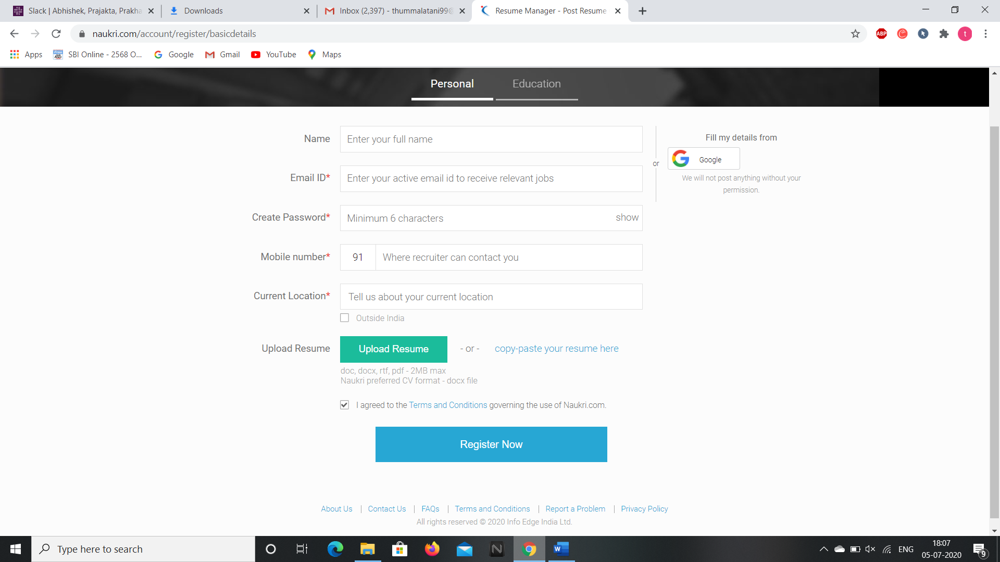 Slack | Abhishek, Prajakta, Prakha
Downloads
Inbox (2,397) - thummalatani99@
Resume Manager - Post Resume
naukri.com/account/register/basicdetails
ABP
t
Apps
SBI Online - 2568 O...
Google
Gmail
YouTube
Maps
Personal
Education
Name
Enter your full name
Fill my details from
Google
or
Email ID*
Enter your active email id to receive relevant jobs
We will not post anything without your
permission.
Create Password*
Minimum 6 characters
show
Mobile number*
91
Where recruiter can contact you
Current Location*
Tell us about your current location
Outside India
Upload Resume
Upload Resume
- or -
copy-paste your resume here
doc, docx, rtf, pdf - 2MB max
Naukri preferred CV format - docx file
I agreed to the Terms and Conditions governing the use of Naukri.com.
Register Now
About Us | Contact Us | FAQs | Terms and Conditions | Report a Problem | Privacy Policy
All rights reserved © 2020 Info Edge India Ltd.
Type here to search
N
W
ENG
18:07
05-07-2020
9